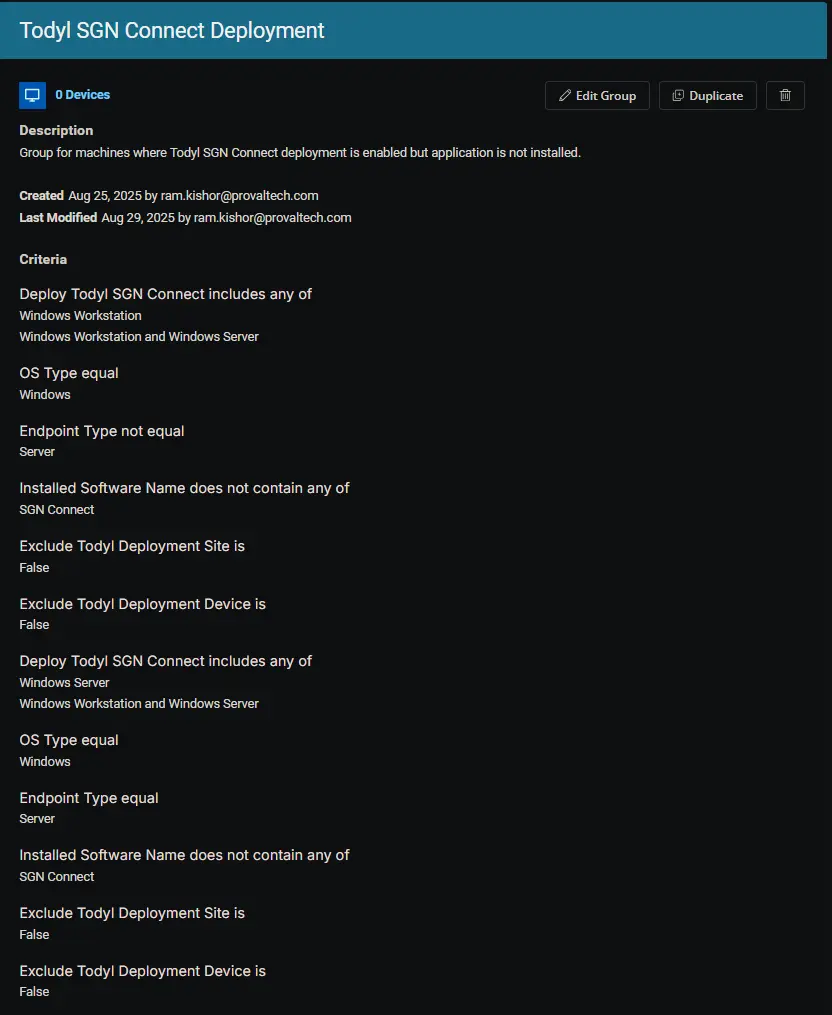 Todyl SGN Connect Deployment
0 Devices
Edit Group
Duplicate
Description
Group for machines where Todyl SGN Connect deployment is enabled but application is not installed.
Created Aug 25, 2025 by ram.kishor@provaltech.com
Last Modified Aug 29, 2025 by ram.kishor@provaltech.com
Criteria
Deploy Todyl SGN Connect includes any of
Windows Workstation
Windows Workstation and Windows Server
OS Type equal
Windows
Endpoint Type not equal
Server
Installed Software Name does not contain any of
SGN Connect
Exclude Todyl Deployment Site is
False
Exclude Todyl Deployment Device is
False
Deploy Todyl SGN Connect includes any of
Windows Server
Windows Workstation and Windows Server
OS Type equal
Windows
Endpoint Type equal
Server
Installed Software Name does not contain any of
SGN Connect
Exclude Todyl Deployment Site is
False
Exclude Todyl Deployment Device is
False